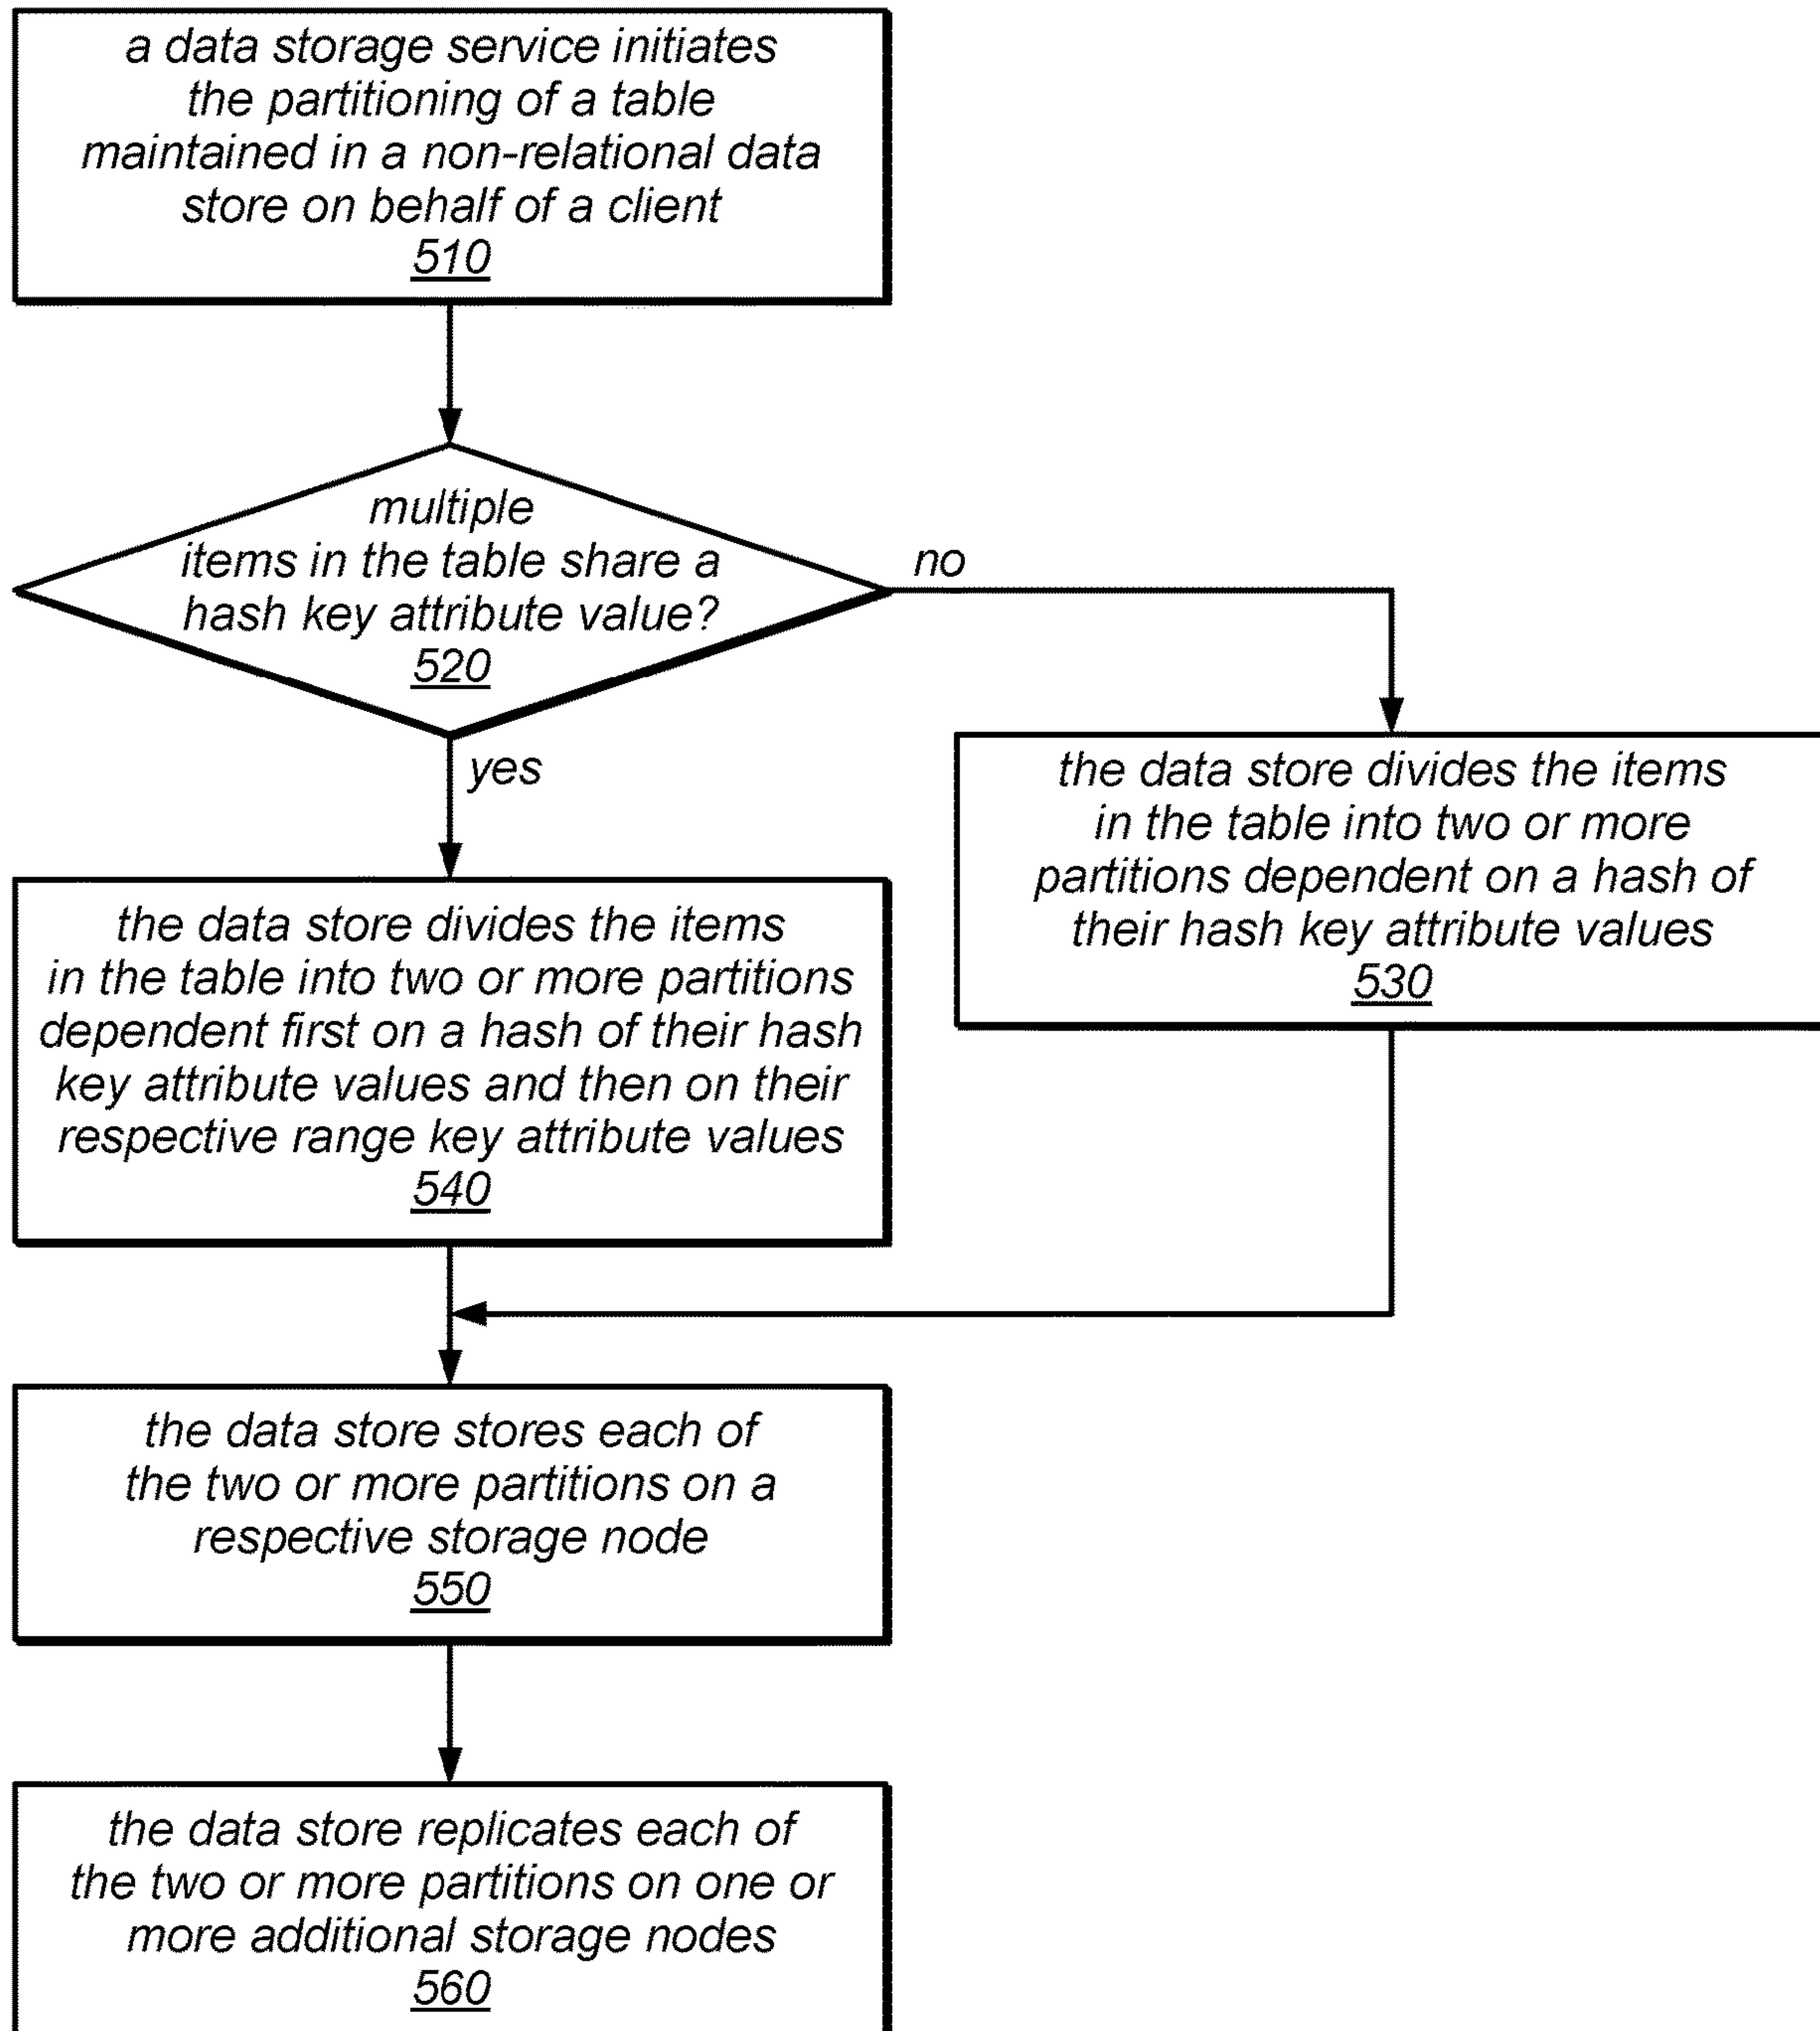 a data storage service initiates
the partitioning of a table
maintained in a non-relational data
store on behalf of a client
510
multiple
items in the table share a
hash key attribute value?
520
no
yes
the data store divides the items
in the table into two or more
partitions dependent on a hash of
their hash key attribute values
530
the data store divides the items
in the table into two or more partitions
dependent first on a hash of their hash
key attribute values and then on their
respective range key attribute values
540
the data store stores each of
the two or more partitions on a
respective storage node
550
the data store replicates each of
the two or more partitions on one or
more additional storage nodes
560